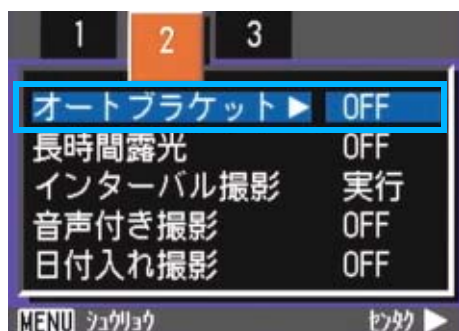 1 2 3
オートブラケット▶ OFF
長時間露光 OFF
インターバル撮影 実行
音声付き撮影 OFF
日付入れ撮影 OFF
MENU ｼｭｳﾘｮｳ ｾﾝﾀｸ ▶